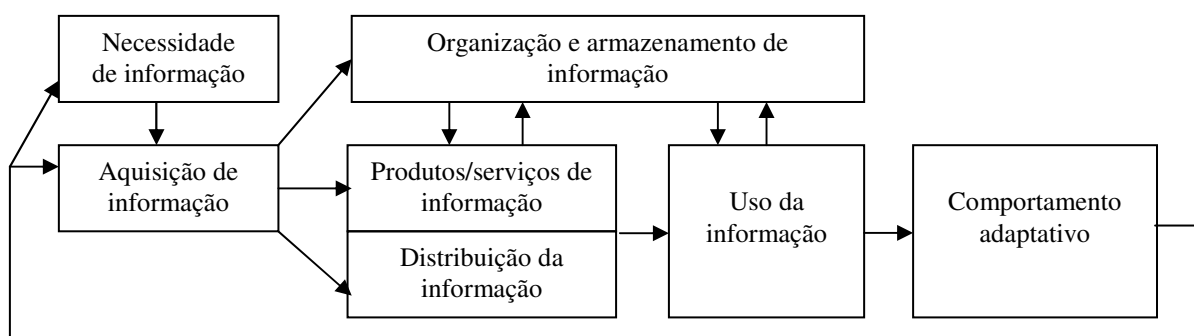 Necessidade
de informação
Organização e armazenamento de
informação
Aquisição de
informação
Produtos/serviços de
informação
Distribuição da
informação
Uso da
informação
Comportamento
adaptativo